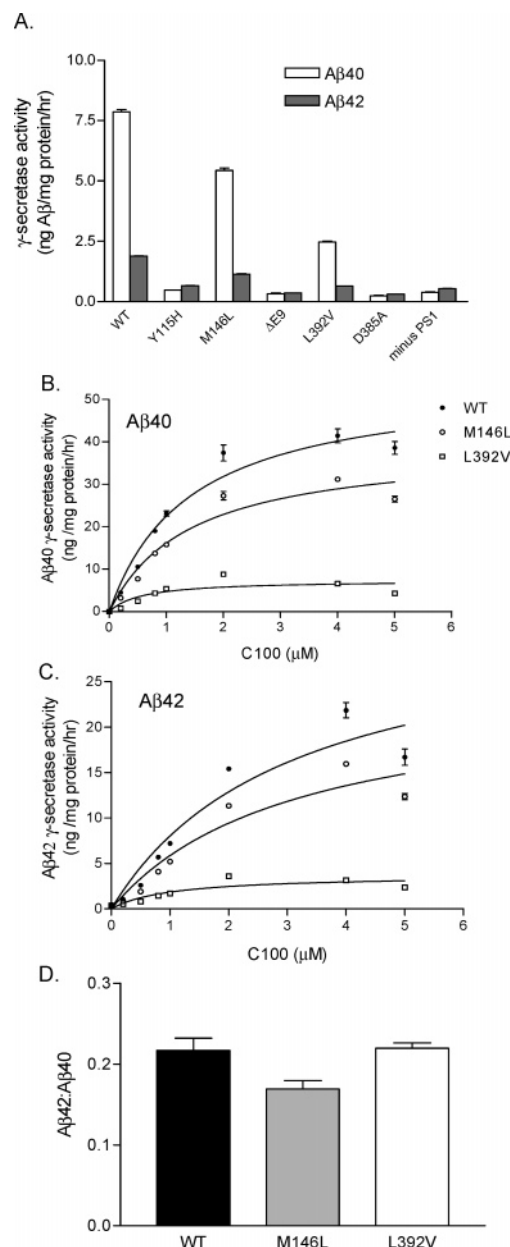 A.
Aβ40
Aβ42
γ-secretase activity
(ng Aβ/mg protein/hr)
7.5
5.0
2.5
0.0
WT
Y115H
M146L
ΔE9
L392V
D385A
minus PS1
B.
Aβ40
WT
M146L
L392V
Aβ40 γ-secretase activity
(ng /mg protein/hr)
50
40
30
20
10
0
0 1 2 3 4 5 6
C100 (μM)
C.
Aβ42
Aβ42 γ-secretase activity
(ng /mg protein/hr)
25
20
15
10
5
0
0 1 2 3 4 5 6
C100 (μM)
D.
Aβ42:Aβ40
0.3
0.2
0.1
0.0
WT M146L L392V